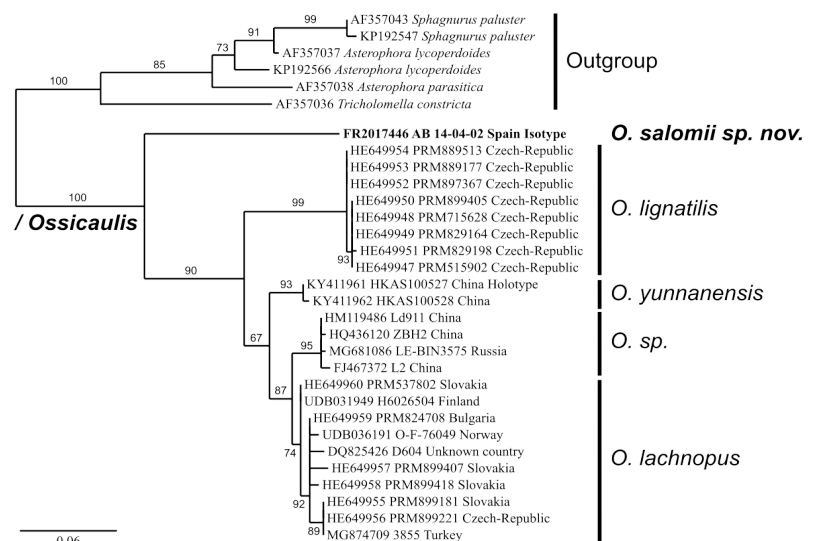 99
AF357043 Sphagnurus paluster
91
KP192547 Sphagnurus paluster
73
AF357037 Asterophora lycoperdoides
85
KP192566 Asterophora lycoperdoides
Outgroup
100
AF357038 Asterophora parasitica
AF357036 Tricholomella constricta
FR2017446 AB 14-04-02 Spain Isotype
O. salomii sp. nov.
HE649954 PRM889513 Czech-Republic
HE649953 PRM889177 Czech-Republic
HE649952 PRM897367 Czech-Republic
100
99
HE649950 PRM899405 Czech-Republic
O. lignatilis
/ Ossicaulis
HE649948 PRM715628 Czech-Republic
HE649949 PRM829164 Czech-Republic
HE649951 PRM829198 Czech-Republic
93
HE649947 PRM515902 Czech-Republic
90
93
KY411961 HKAS100527 China Holotype
O. yunnanensis
KY411962 HKAS100528 China
HM119486 Ld911 China
HQ436120 ZBH2 China
O. sp.
67
95
MG681086 LE-BIN3575 Russia
FJ467372 L2 China
HE649960 PRM537802 Slovakia
87
UDB031949 H6026504 Finland
HE649959 PRM824708 Bulgaria
UDB036191 O-F-76049 Norway
74
DQ825426 D604 Unknown country
O. lachnopus
HE649957 PRM899407 Slovakia
HE649958 PRM899418 Slovakia
92
HE649955 PRM899181 Slovakia
HE649956 PRM899221 Czech-Republic
89
MG874709 3855 Turkey
0.06